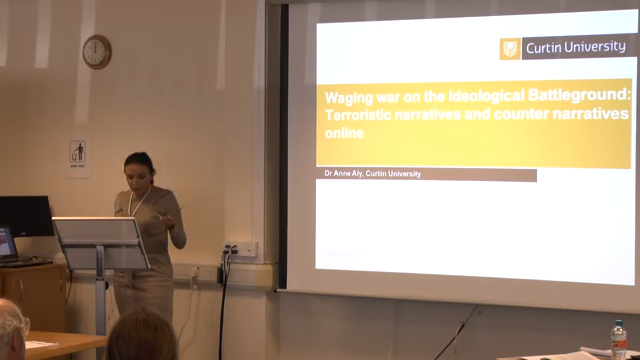 Curtin University
Waging war on the Ideological Battleground:
Terroristic narratives and counter narratives
online
Dr Anne Aly, Curtin University